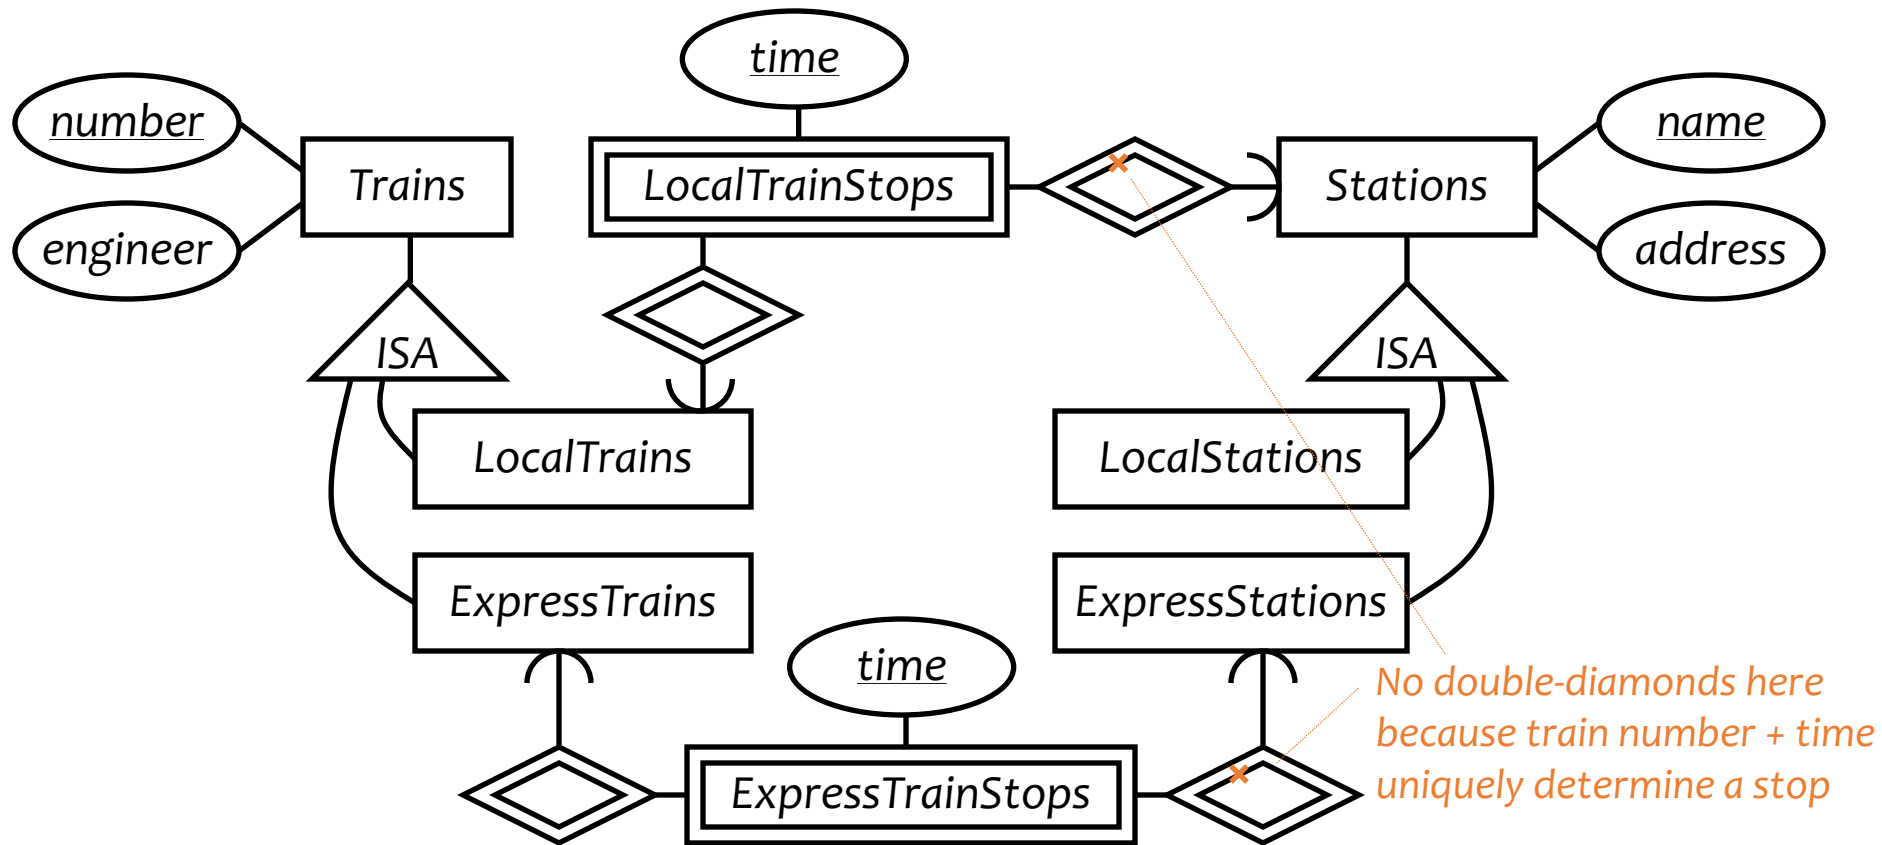 time
number
name
Trains
LocalTrainStops
Stations
engineer
address
ISA
ISA
LocalTrains
LocalStations
ExpressTrains
ExpressStations
time
No double-diamonds here
because train number + time
uniquely determine a stop
ExpressTrainStops